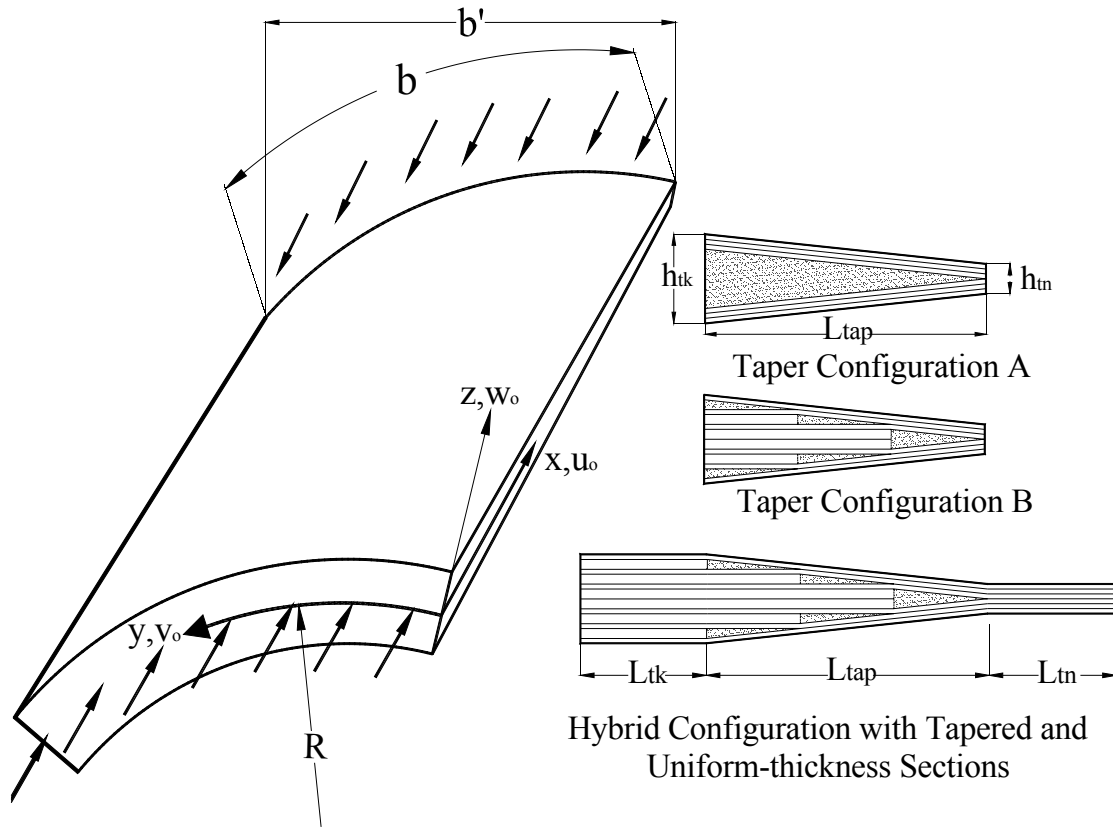 b'
b
htk
htn
Ltap
Taper Configuration A
z,wo
x,uo
Taper Configuration B
y,vo
R
Ltk
Ltap
Ltn
Hybrid Configuration with Tapered and
Uniform-thickness Sections